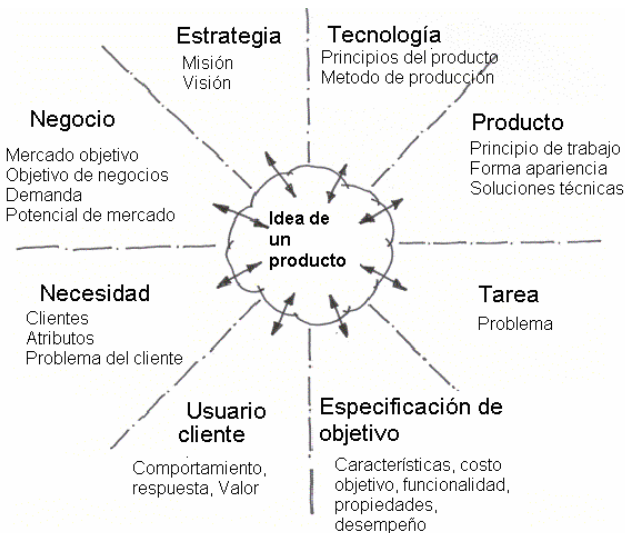 Estrategia
Misión
Visión
Tecnología
Principios del producto
Metodo de producción
Negocio
Mercado objetivo
Objetivo de negocios
Demanda
Potencial de mercado
Producto
Principio de trabajo
Forma apariencia
Soluciones técnicas
Idea de
un
producto
Necesidad
Clientes
Atributos
Problema del cliente
Tarea
Problema
Usuario
cliente
Comportamiento,
respuesta, Valor
Especificación de
objetivo
Características, costo
objetivo, funcionalidad,
propiedades,
desempeño